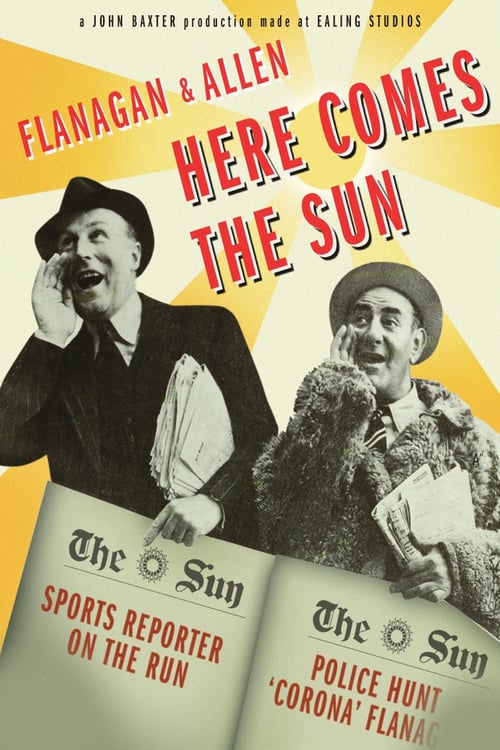 a JOHN BAXTER production made at EALING STUDIOS
FLANAGAN & ALLEN
HERE COMES
THE SUN
The Sun
SPORTS REPORTER
ON THE RUN
The Sun
POLICE HUNT
'CORONA' FLANAG